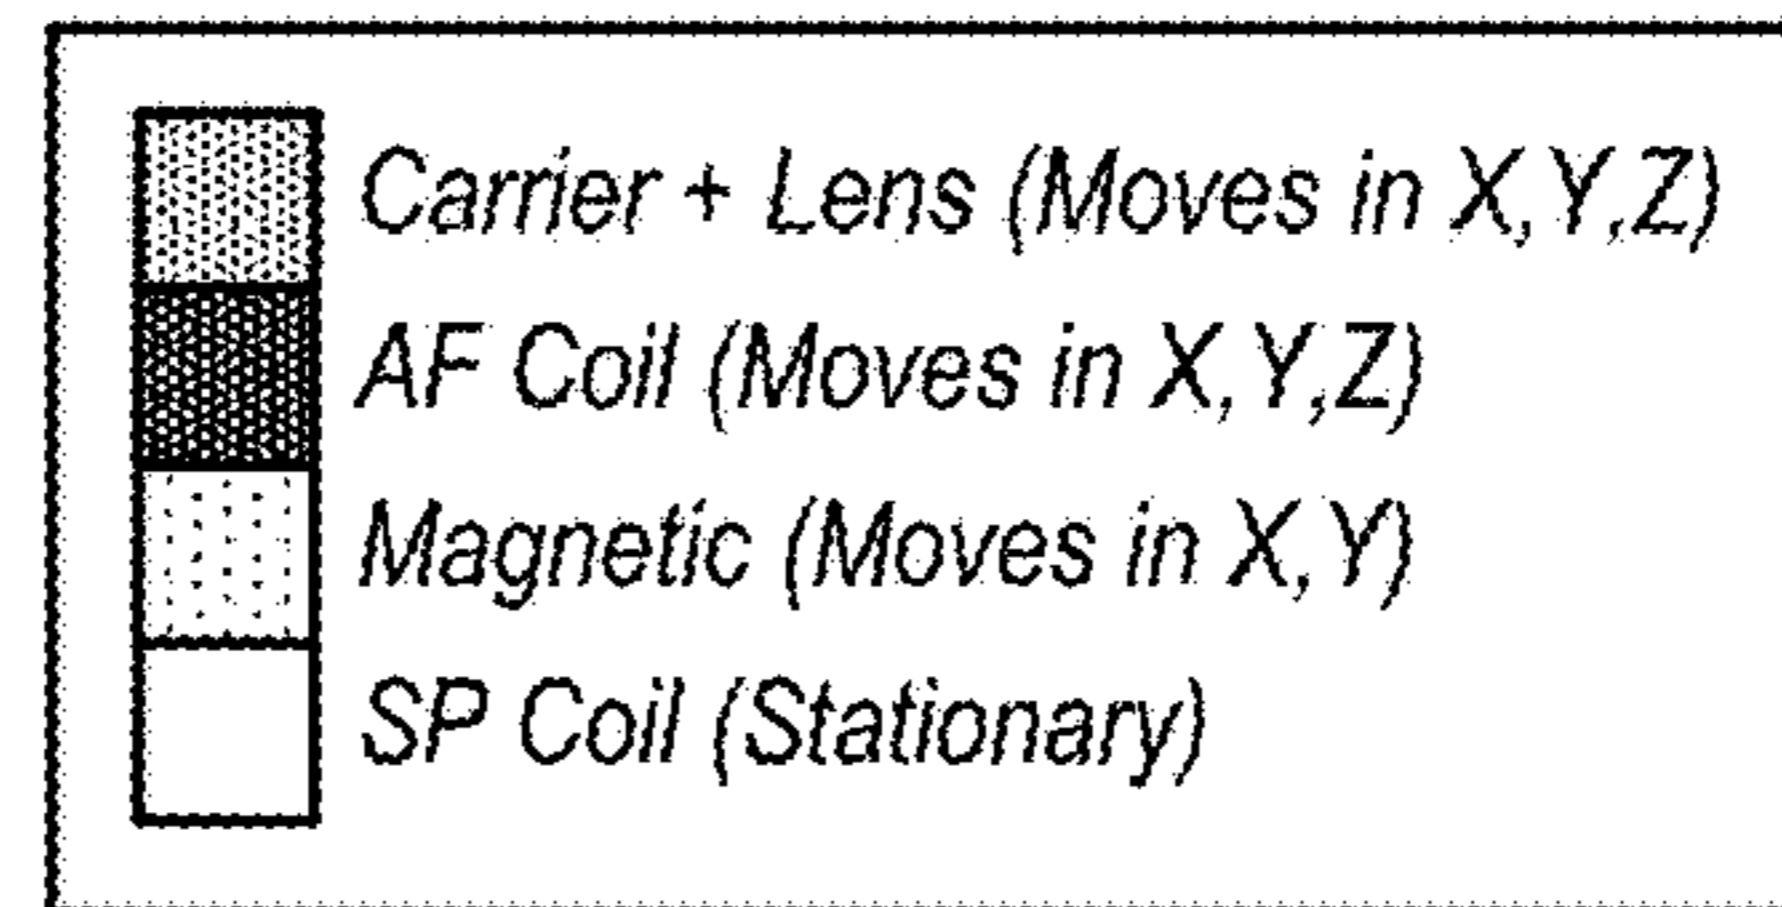 Carrier + Lens (Moves in X,Y,Z)
AF Coil (Moves in X,Y,Z)
Magnetic (Moves in X,Y)
SP Coil (Stationary)